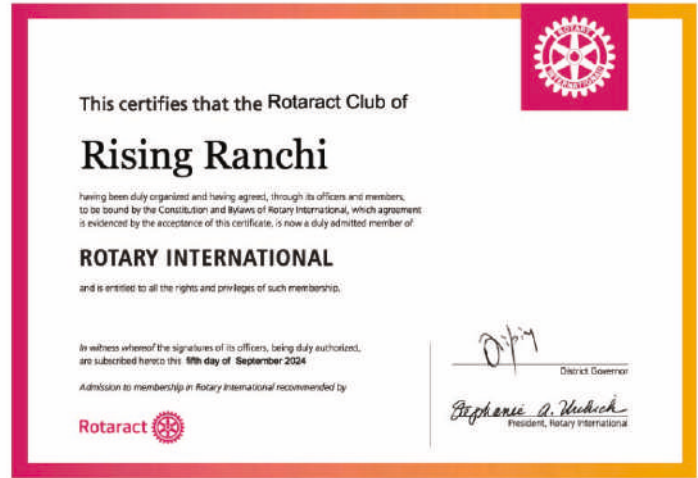 ROTARY
INTERNATIONAL
This certifies that the Rotaract Club of
Rising Ranchi
having been duly organized and having agreed, through its officers and members,
to be bound by the Constitution and Bylaws of Rotary International, which agreement
is evidenced by the acceptance of this certificate, is now a duly admitted member of
ROTARY INTERNATIONAL
and is entitled to all the rights and privileges of such membership.
In witness whereof the signatures of its officers, being duly authorized,
are subscribed hereto this fifth day of September 2024
Admission to membership in Rotary International recommended by
Rotaract
District Governor
Stephanie A. Urchick
President, Rotary International